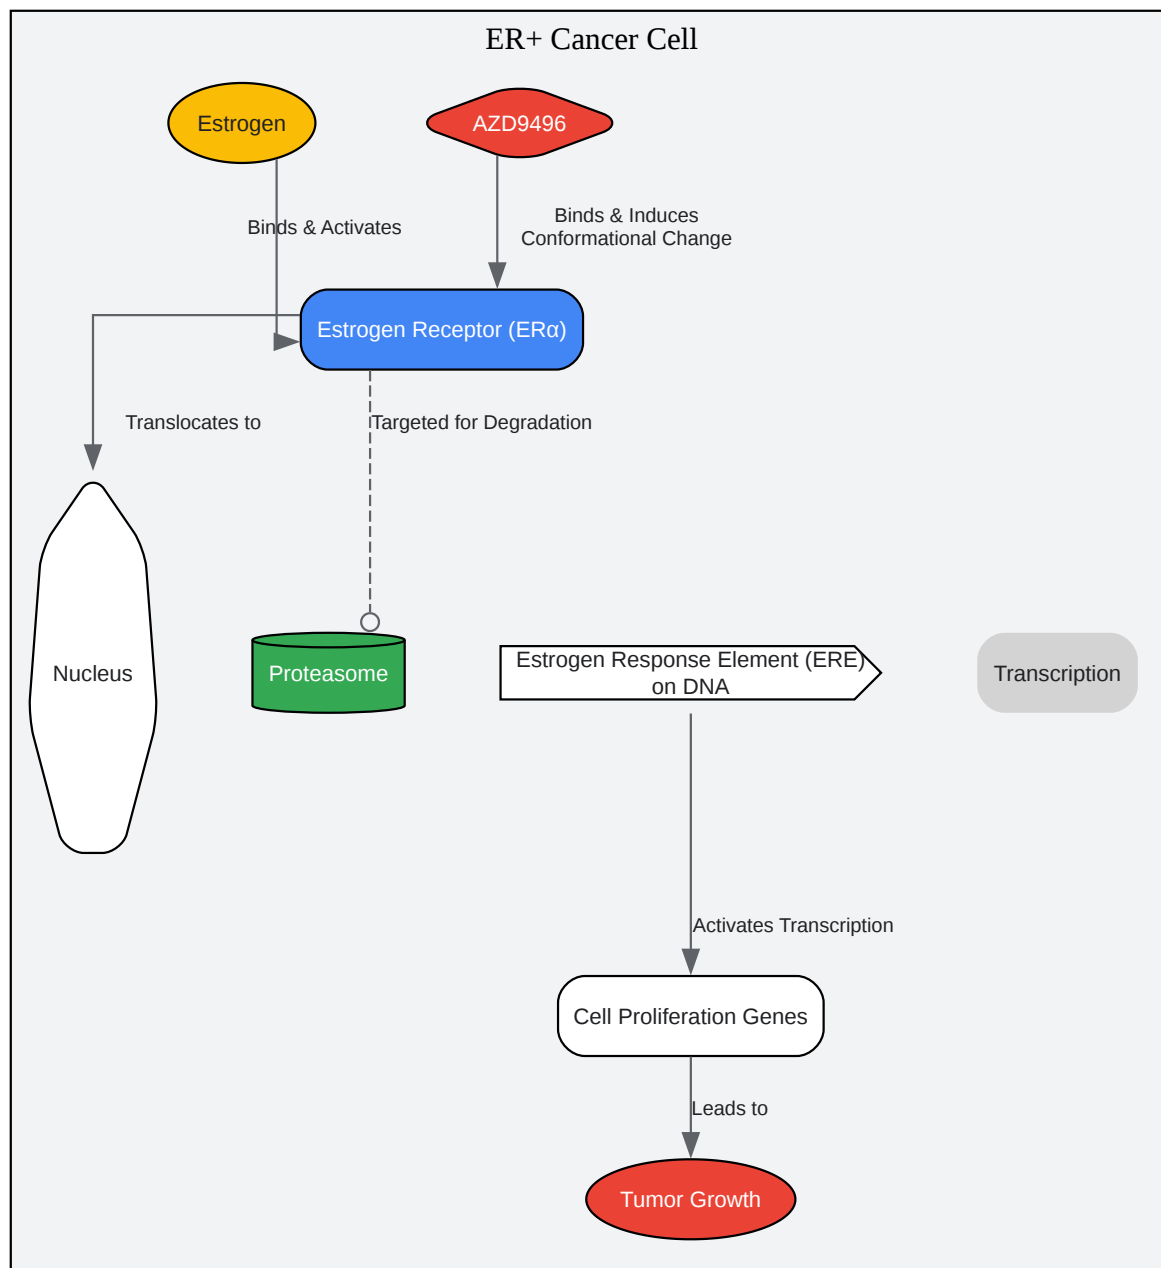 ER+ Cancer Cell
Estrogen
AZD9496
Binds & Activates
Binds & Induces
Conformational Change
Estrogen Receptor (ERα)
Translocates to
Targeted for Degradation
Nucleus
Proteasome
Estrogen Response Element (ERE)
on DNA
Transcription
Activates Transcription
Cell Proliferation Genes
Leads to
Tumor Growth